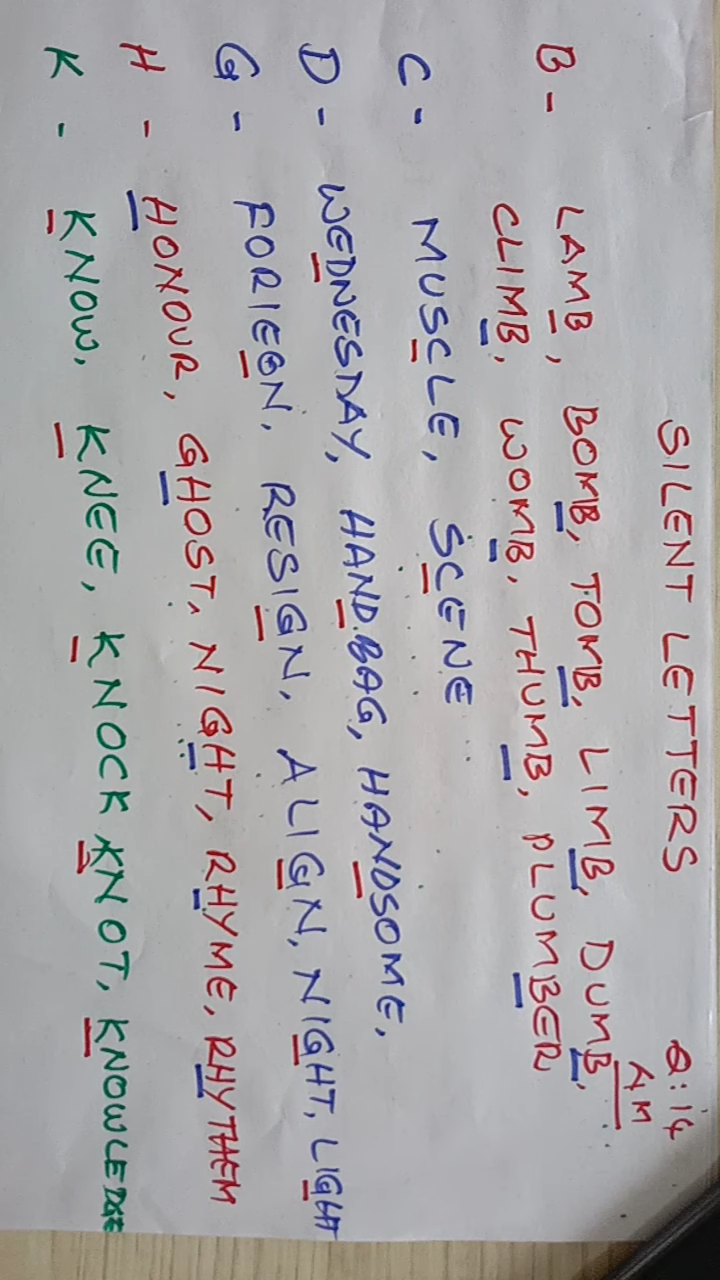 SILENT LETTERS
Q:14
AM
B - LAMB, BOMB, TOMB, LIMB, DUMB,
CLIMB, WOMB, THUMB, PLUMBER
C - MUSCLE, SCENE
D - WEDNESDAY, HANDBAG, HANDSOME,
G - FORIEGN, RESIGN, ALIGN, NIGHT, LIGHT
H - HONOUR, GHOST, NIGHT, RHYME, RHYTHEM
K - KNOW, KNEE, KNOCK KNOT, KNOWLEDGE